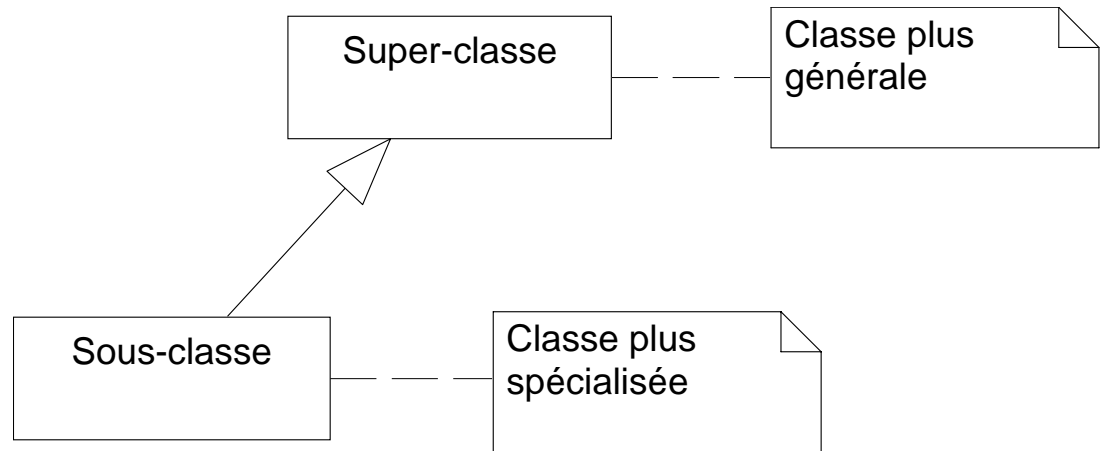 Super-classe
Classe plus
générale
Sous-classe
Classe plus
spécialisée